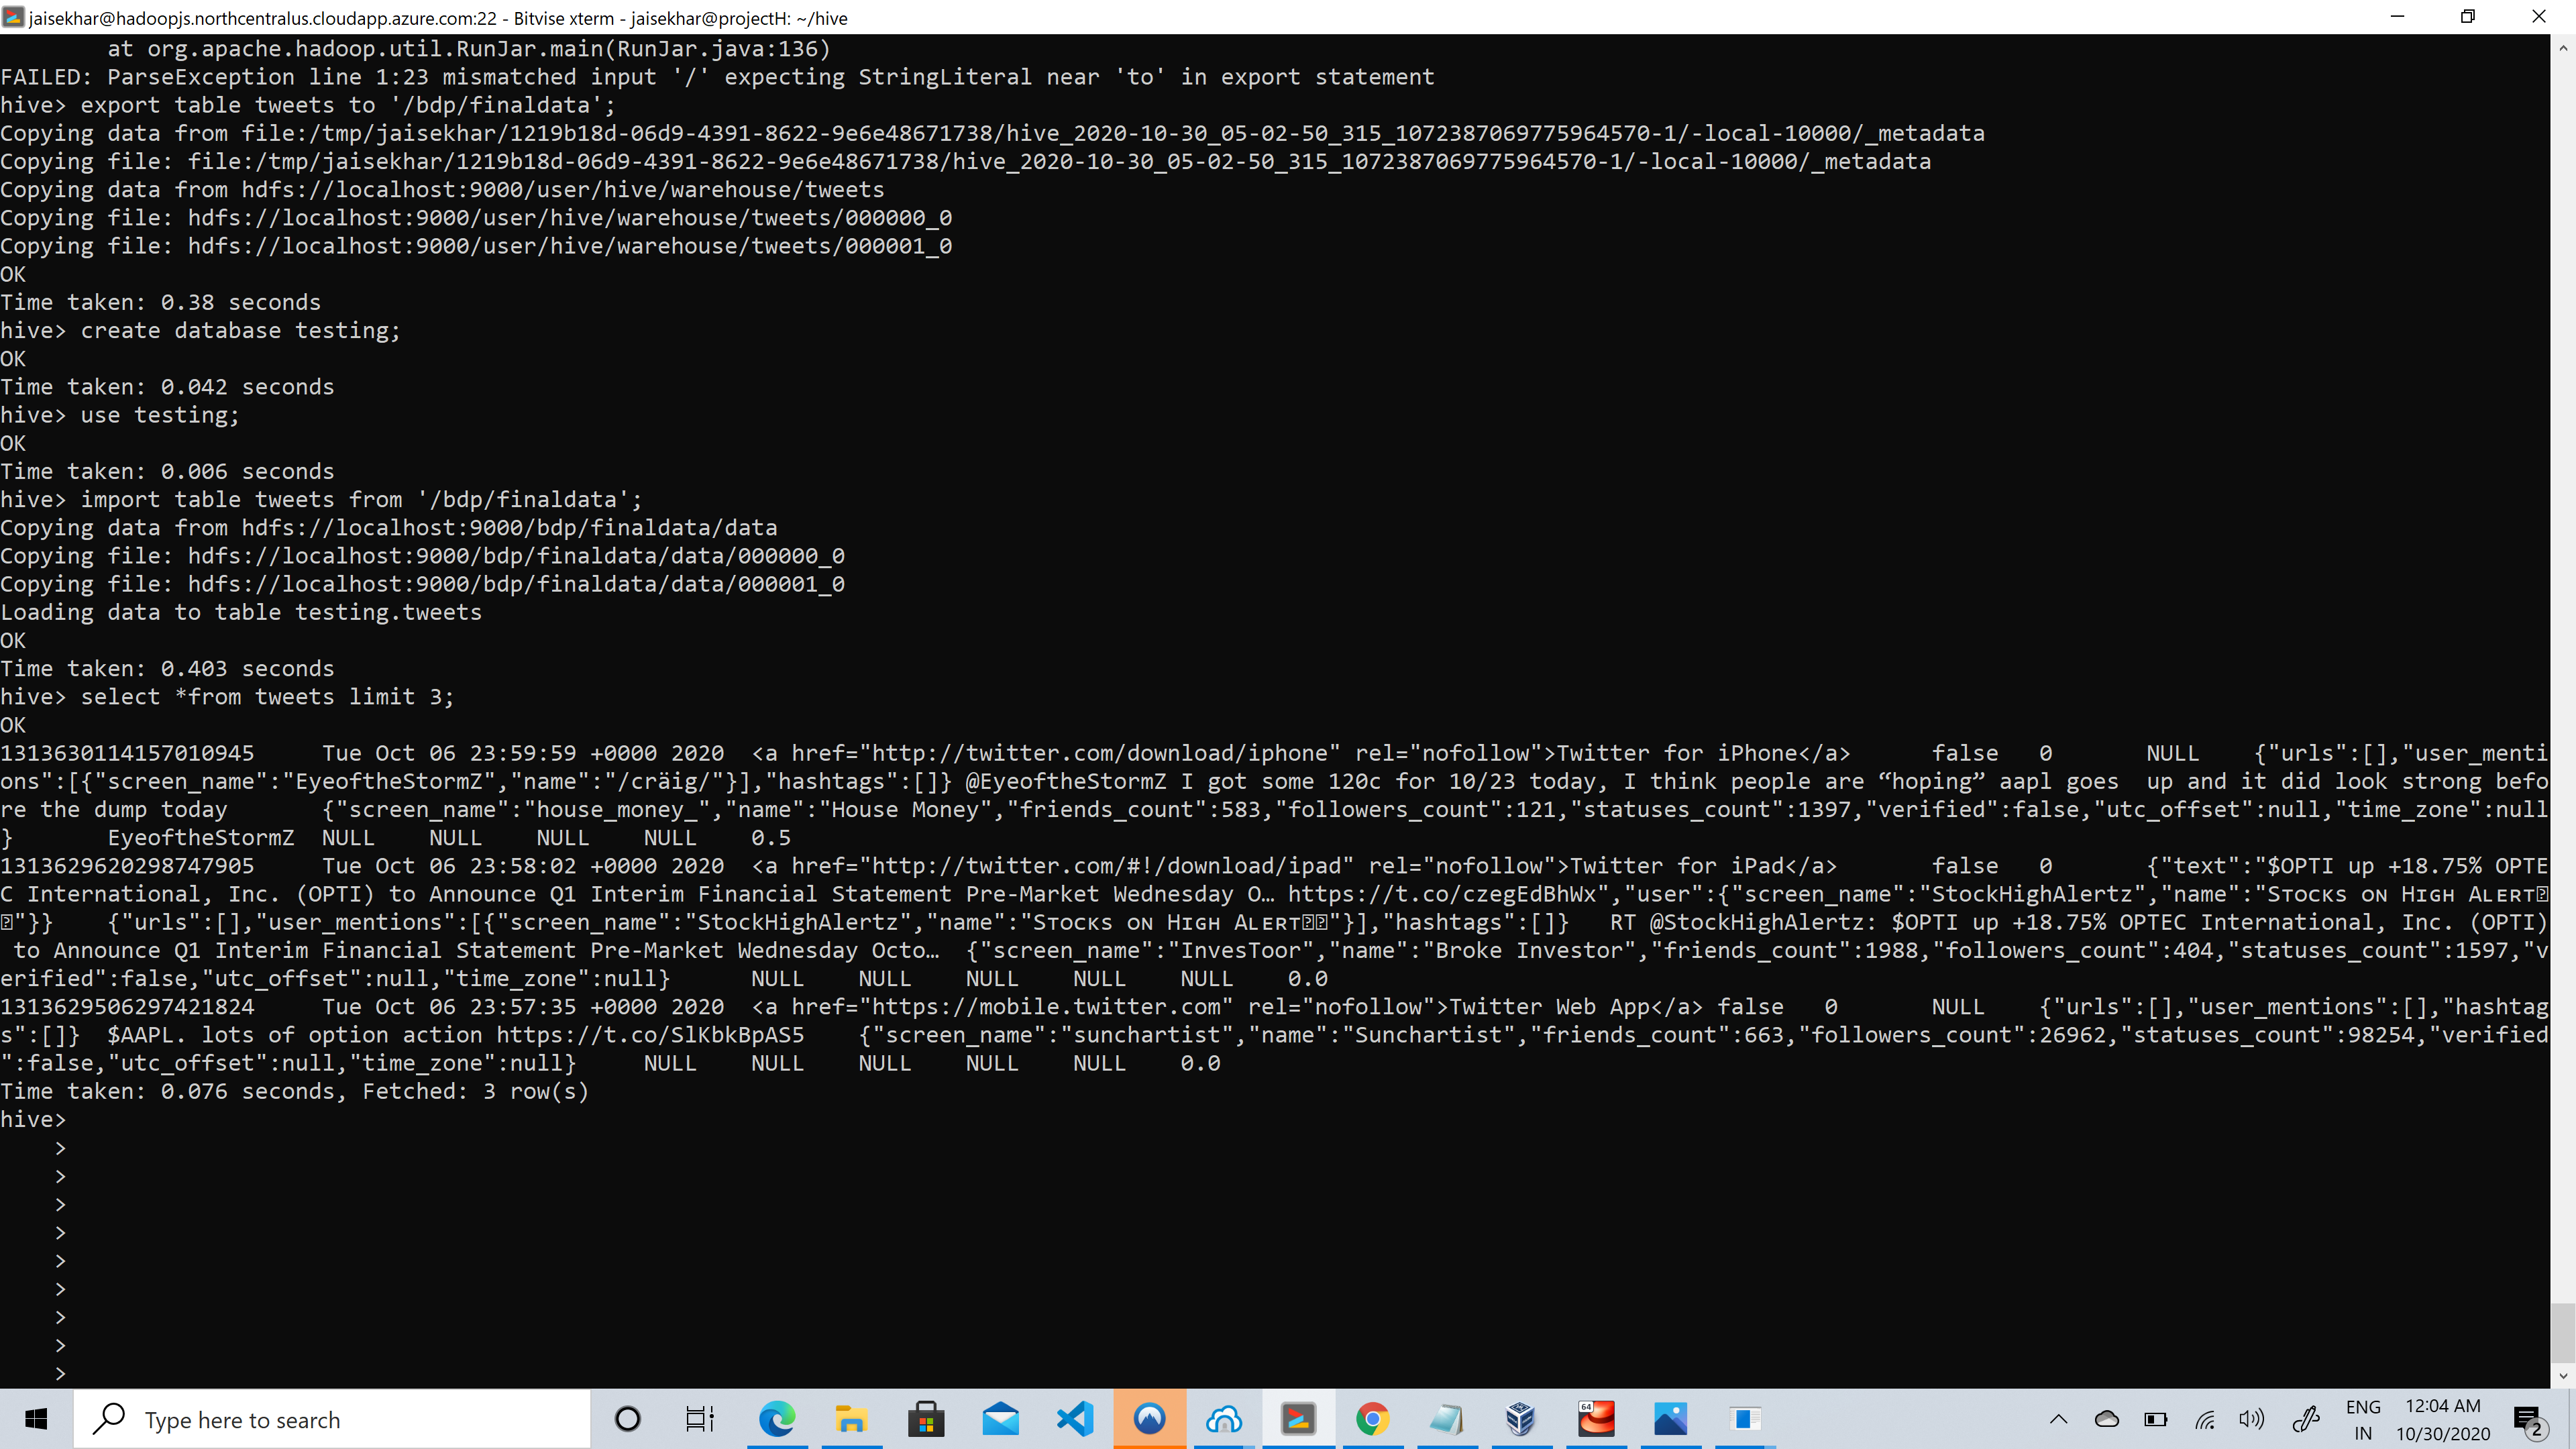 jaisekhar@hadoopjs.northcentralus.cloudapp.azure.com:22 - Bitvise xterm - jaisekhar@projectH: ~/hive
at org.apache.hadoop.util.RunJar.main(RunJar.java:136)
FAILED: ParseException line 1:23 mismatched input '/' expecting StringLiteral near 'to' in export statement
hive> export table tweets to '/bdp/finaldata';
Copying data from file:/tmp/jaisekhar/1219b18d-06d9-4391-8622-9e6e48671738/hive_2020-10-30_05-02-50_315_1072387069775964570-1/-local-10000/_metadata
Copying file: file:/tmp/jaisekhar/1219b18d-06d9-4391-8622-9e6e48671738/hive_2020-10-30_05-02-50_315_1072387069775964570-1/-local-10000/_metadata
Copying data from hdfs://localhost:9000/user/hive/warehouse/tweets
Copying file: hdfs://localhost:9000/user/hive/warehouse/tweets/000000_0
Copying file: hdfs://localhost:9000/user/hive/warehouse/tweets/000001_0
OK
Time taken: 0.38 seconds
hive> create database testing;
OK
Time taken: 0.042 seconds
hive> use testing;
OK
Time taken: 0.006 seconds
hive> import table tweets from '/bdp/finaldata';
Copying data from hdfs://localhost:9000/bdp/finaldata/data
Copying file: hdfs://localhost:9000/bdp/finaldata/data/000000_0
Copying file: hdfs://localhost:9000/bdp/finaldata/data/000001_0
Loading data to table testing.tweets
OK
Time taken: 0.403 seconds
hive> select *from tweets limit 3;
OK
1313630114157010945 Tue Oct 06 23:59:59 +0000 2020 <a href="http://twitter.com/download/iphone" rel="nofollow">Twitter for iPhone</a> false 0 NULL {"urls":[],"user_menti
ons":[{"screen_name":"EyeoftheStormZ","name":"/cräig/"}],"hashtags":[]} @EyeoftheStormZ I got some 120c for 10/23 today, I think people are “hoping” aapl goes up and it did look strong befo
re the dump today {"screen_name":"house_money_","name":"House Money","friends_count":583,"followers_count":121,"statuses_count":1397,"verified":false,"utc_offset":null,"time_zone":null
} EyeoftheStormZ NULL NULL NULL NULL 0.5
1313629620298747905 Tue Oct 06 23:58:02 +0000 2020 <a href="http://twitter.com/#!/download/ipad" rel="nofollow">Twitter for iPad</a> false 0 {"text":"$OPTI up +18.75% OPTE
C International, Inc. (OPTI) to Announce Q1 Interim Financial Statement Pre-Market Wednesday O… https://t.co/czegEdBhWx","user":{"screen_name":"StockHighAlertz","name":"Sᴛᴏᴄᴋs ᴏɴ Hɪɢʜ Aʟᴇʀᴛ
"}} {"urls":[],"user_mentions":[{"screen_name":"StockHighAlertz","name":"Sᴛᴏᴄᴋs ᴏɴ Hɪɢʜ Aʟᴇʀᴛ"}],"hashtags":[]} RT @StockHighAlertz: $OPTI up +18.75% OPTEC International, Inc. (OPTI)
to Announce Q1 Interim Financial Statement Pre-Market Wednesday Octo… {"screen_name":"InvesToor","name":"Broke Investor","friends_count":1988,"followers_count":404,"statuses_count":1597,"v
erified":false,"utc_offset":null,"time_zone":null} NULL NULL NULL NULL NULL 0.0
1313629506297421824 Tue Oct 06 23:57:35 +0000 2020 <a href="https://mobile.twitter.com" rel="nofollow">Twitter Web App</a> false 0 NULL {"urls":[],"user_mentions":[],"hashtag
s":[]} $AAPL. lots of option action https://t.co/SlKbkBpAS5 {"screen_name":"sunchartist","name":"Sunchartist","friends_count":663,"followers_count":26962,"statuses_count":98254,"verified
":false,"utc_offset":null,"time_zone":null} NULL NULL NULL NULL NULL 0.0
Time taken: 0.076 seconds, Fetched: 3 row(s)
hive>
>
>
>
>
>
>
>
>
>
Type here to search
64
ENG
IN
12:04 AM
10/30/2020
2